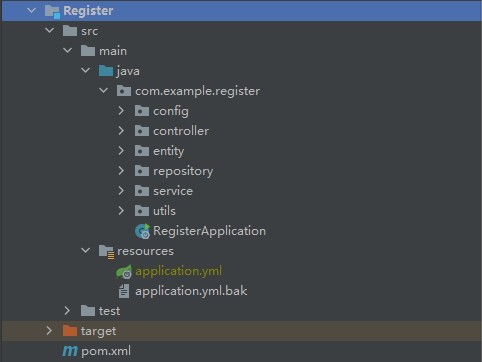 Register
src
main
java
com.example.register
config
controller
entity
repository
service
utils
RegisterApplication
resources
application.yml
application.yml.bak
test
target
pom.xml